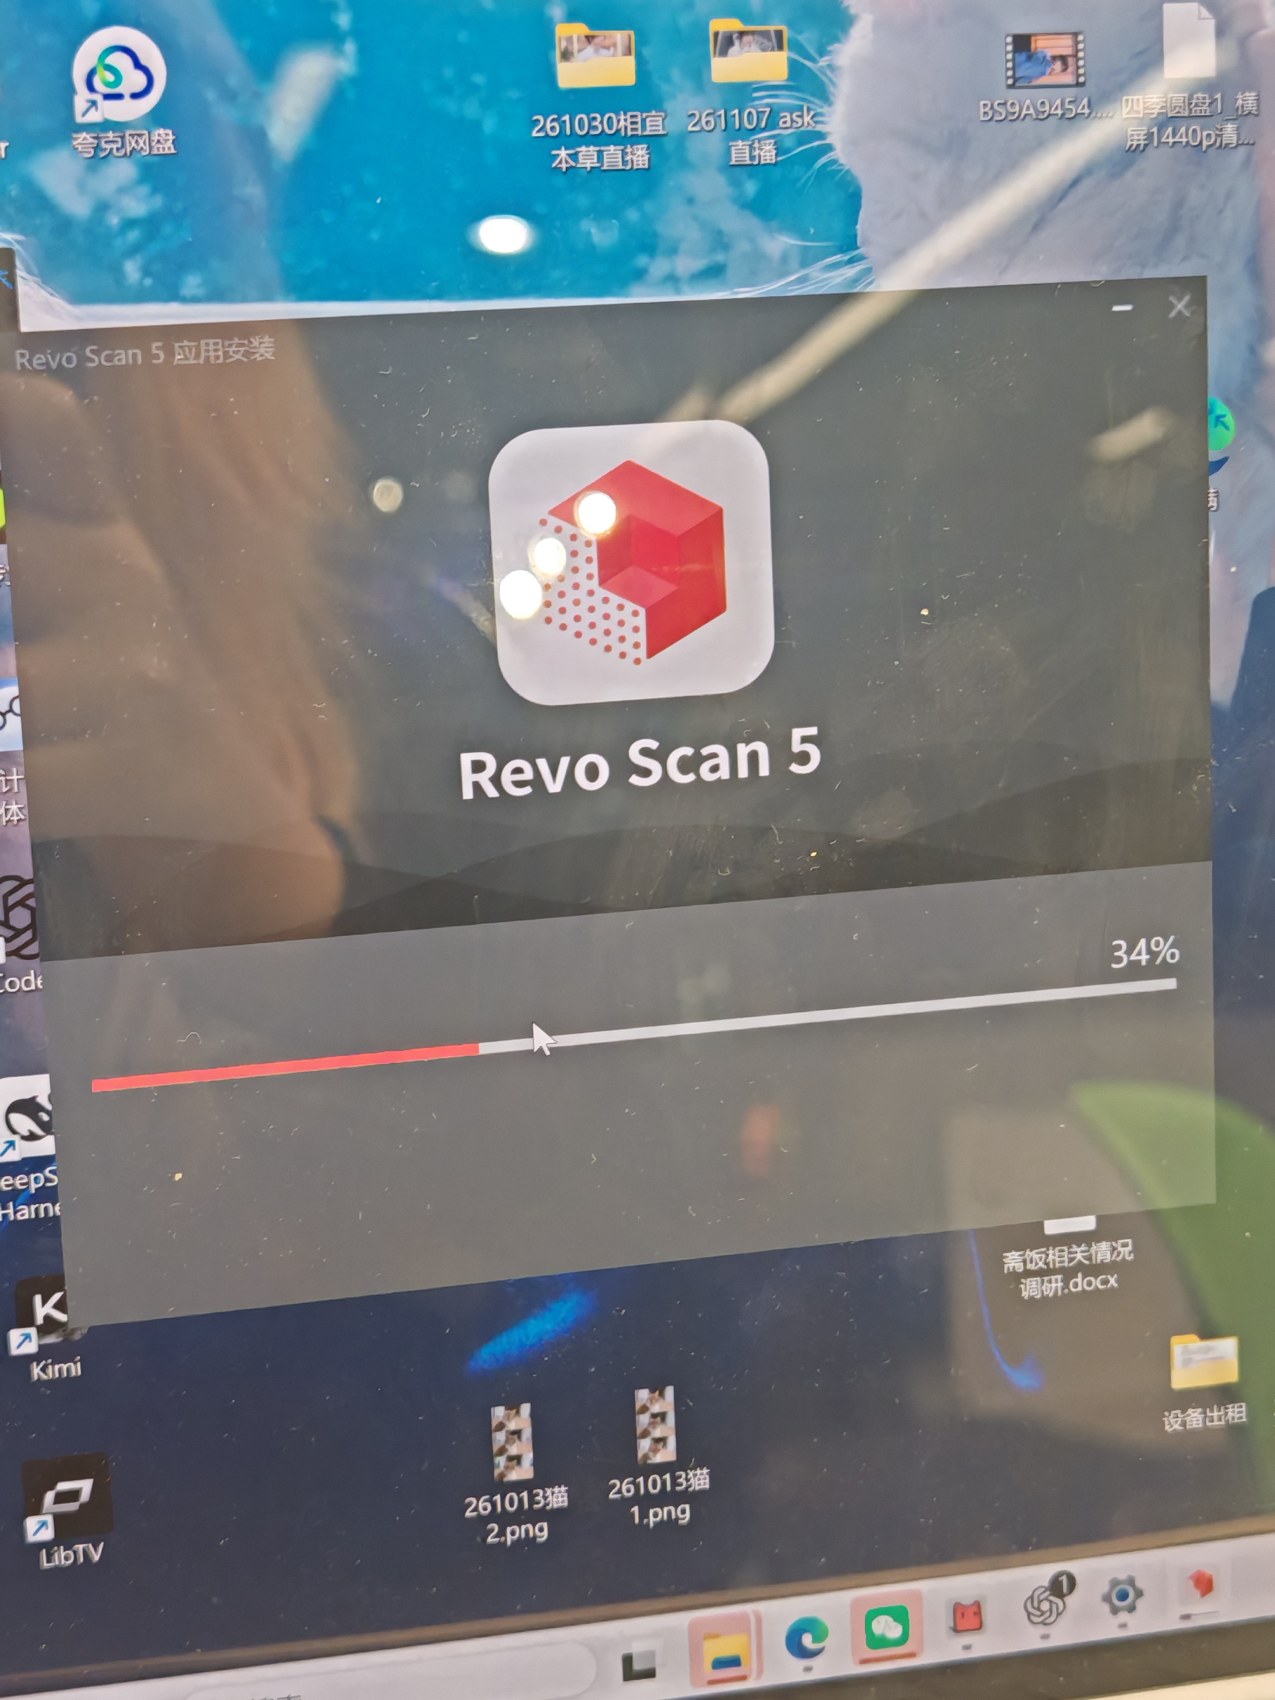 夸克网盘
261030相宜
本草直播
261107 ask
直播
BS9A9454....
四季圆盘1_横
屏1440p清...
Revo Scan 5 应用安装
Revo Scan 5
34%
计
体
Code
eepS
Harne
Kimi
LibTV
斋饭相关情况
调研.docx
设备出租
261013猫
2.png
261013猫
1.png
1